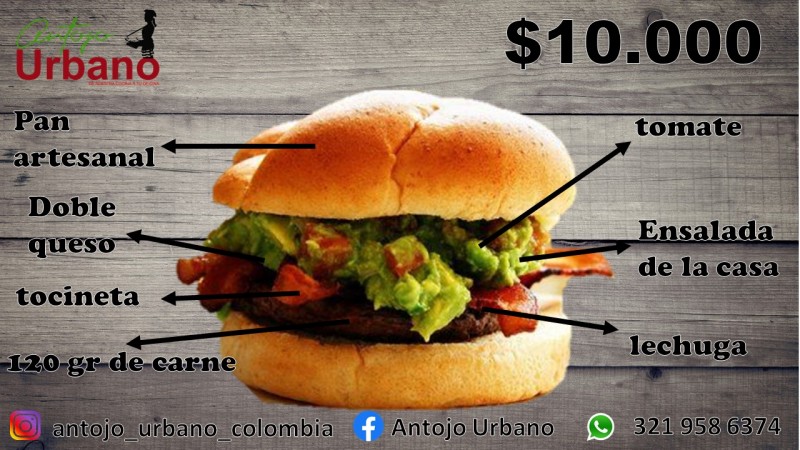 Antojo
Urbano
$10.000
Pan
artesanal
tomate
Doble
queso
Ensalada
de la casa
tocineta
lechuga
120 gr de carne
antojo_urbano_colombia
Antojo Urbano
321 958 6374